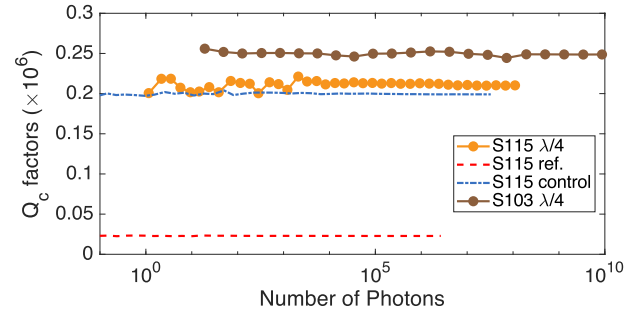 0.3
0.25
0.2
0.15
0.1
0.05
0
Q_c factors (×10^6)
10^0
10^5
10^10
Number of Photons
S115 λ/4
S115 ref.
S115 control
S103 λ/4